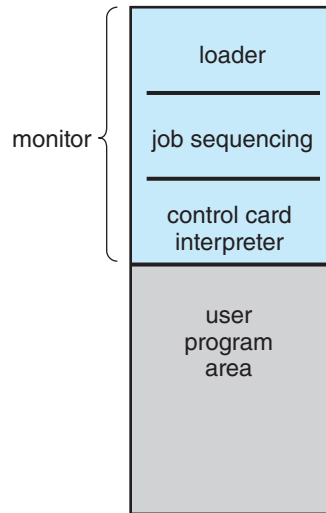 loader
monitor
job sequencing
control card
interpreter
user
program
area